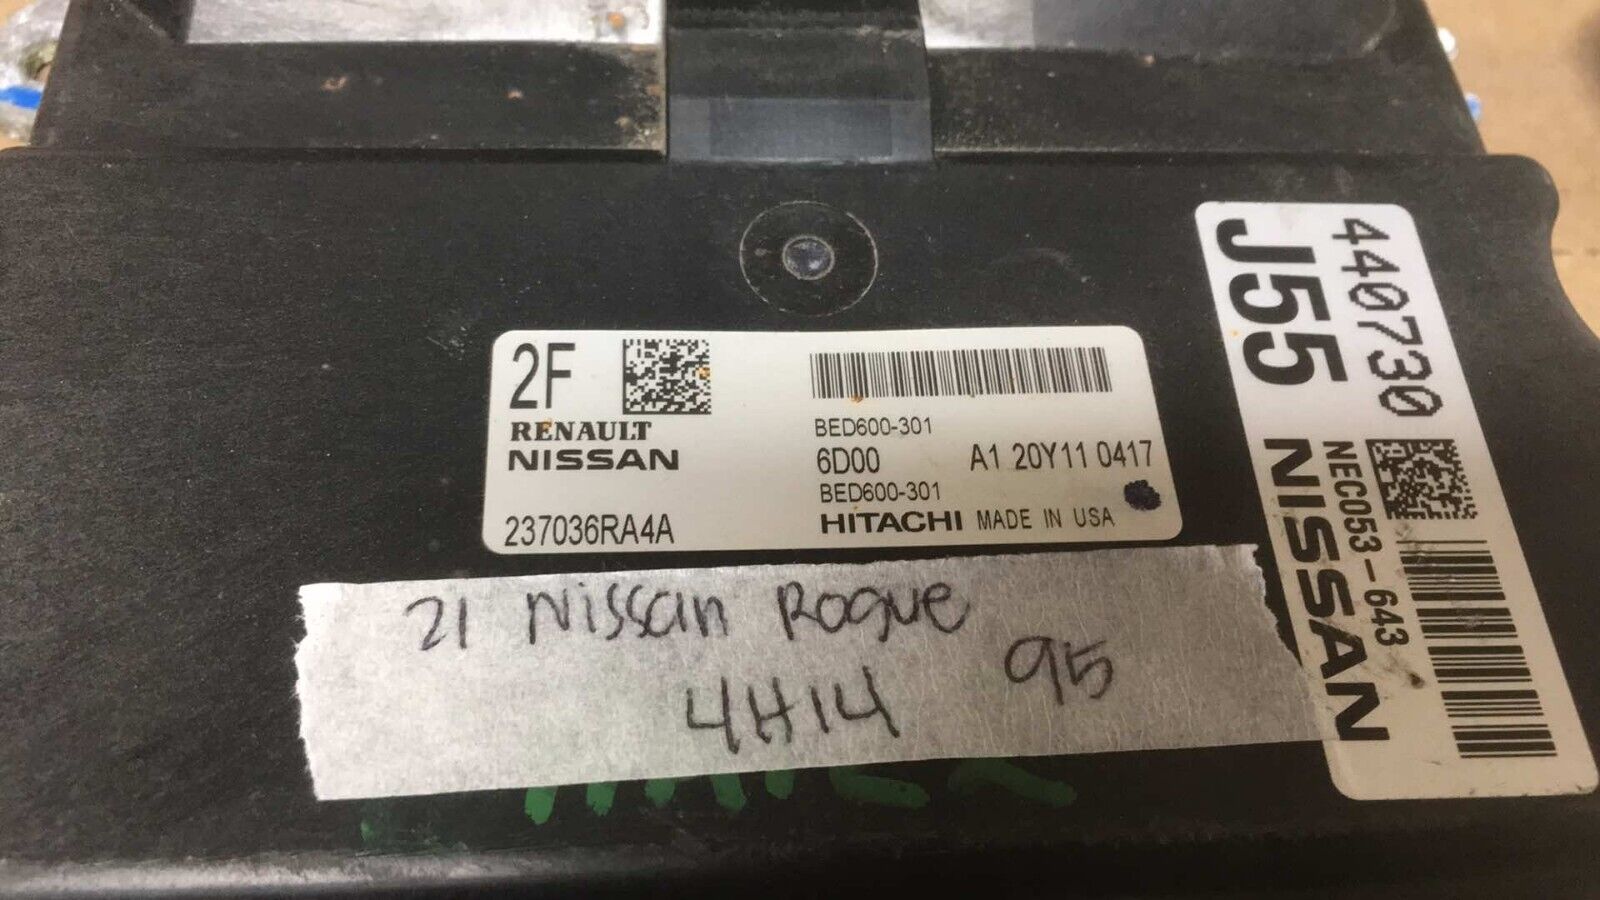 2F
RENAULT
NISSAN
237036RA4A
BED600-301
6D00 A1 20Y11 0417
BED600-301
HITACHI MADE IN USA
440730
J55
NEC053-643
NISSAN
21 Nissan Rogue
4H14 95